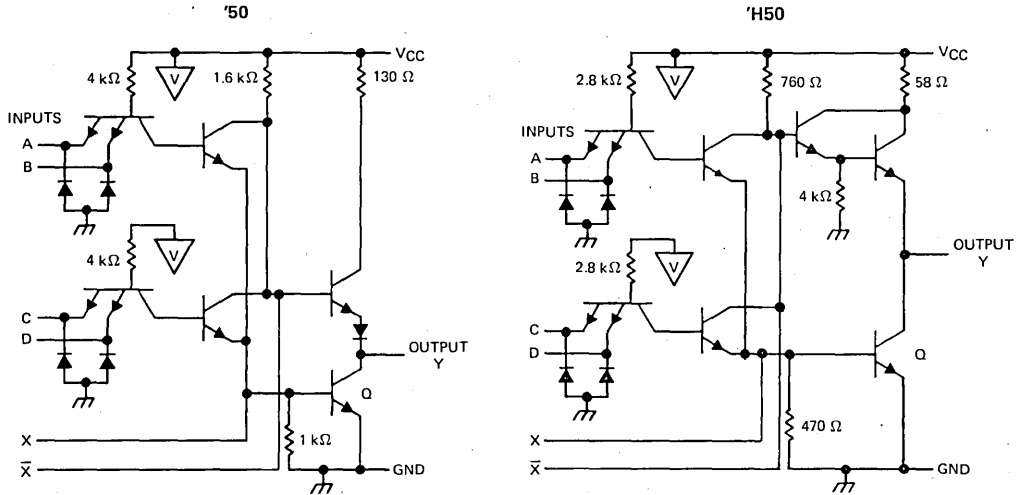 '50
VCC
4 kΩ
V
1.6 kΩ
130 Ω
INPUTS
A
B
4 kΩ
V
C
D
OUTPUT
Y
Q
1 kΩ
X
X̅
GND
'H50
VCC
2.8 kΩ
V
760 Ω
58 Ω
INPUTS
A
B
4 kΩ
2.8 kΩ
V
OUTPUT
Y
C
D
Q
470 Ω
X
X̅
GND